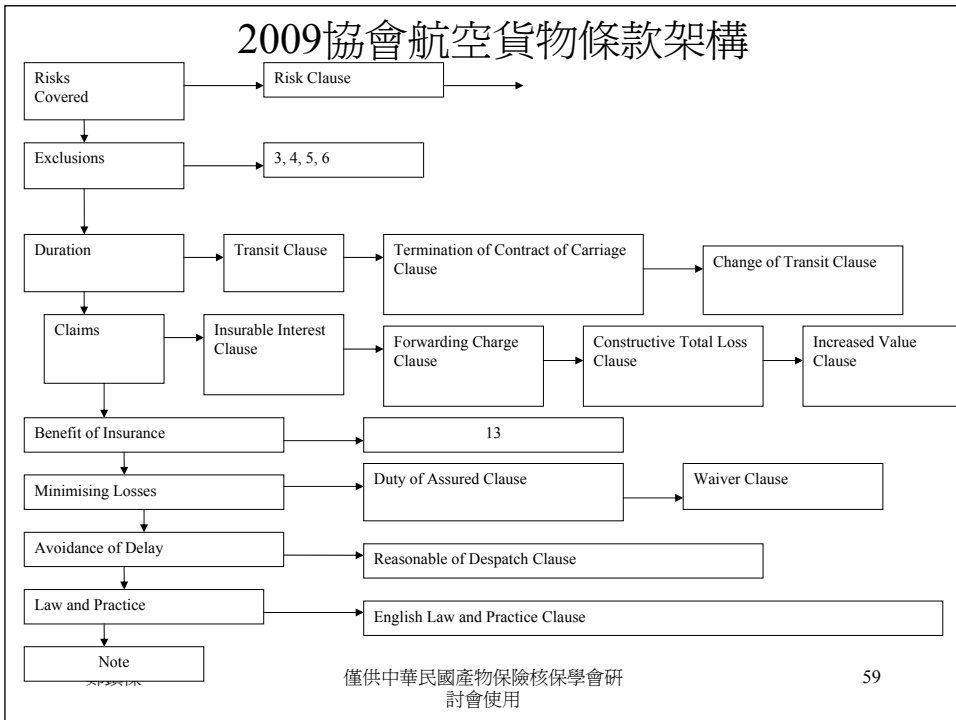 2009協會航空貨物條款架構
Risks
Covered
Risk Clause
Exclusions
3, 4, 5, 6
Duration
Transit Clause
Termination of Contract of Carriage
Clause
Change of Transit Clause
Claims
Insurable Interest
Clause
Forwarding Charge
Clause
Constructive Total Loss
Clause
Increased Value
Clause
Benefit of Insurance
13
Minimising Losses
Duty of Assured Clause
Waiver Clause
Avoidance of Delay
Reasonable of Despatch Clause
Law and Practice
English Law and Practice Clause
Note
僅供中華民國產物保險核保學會研
討會使用
59